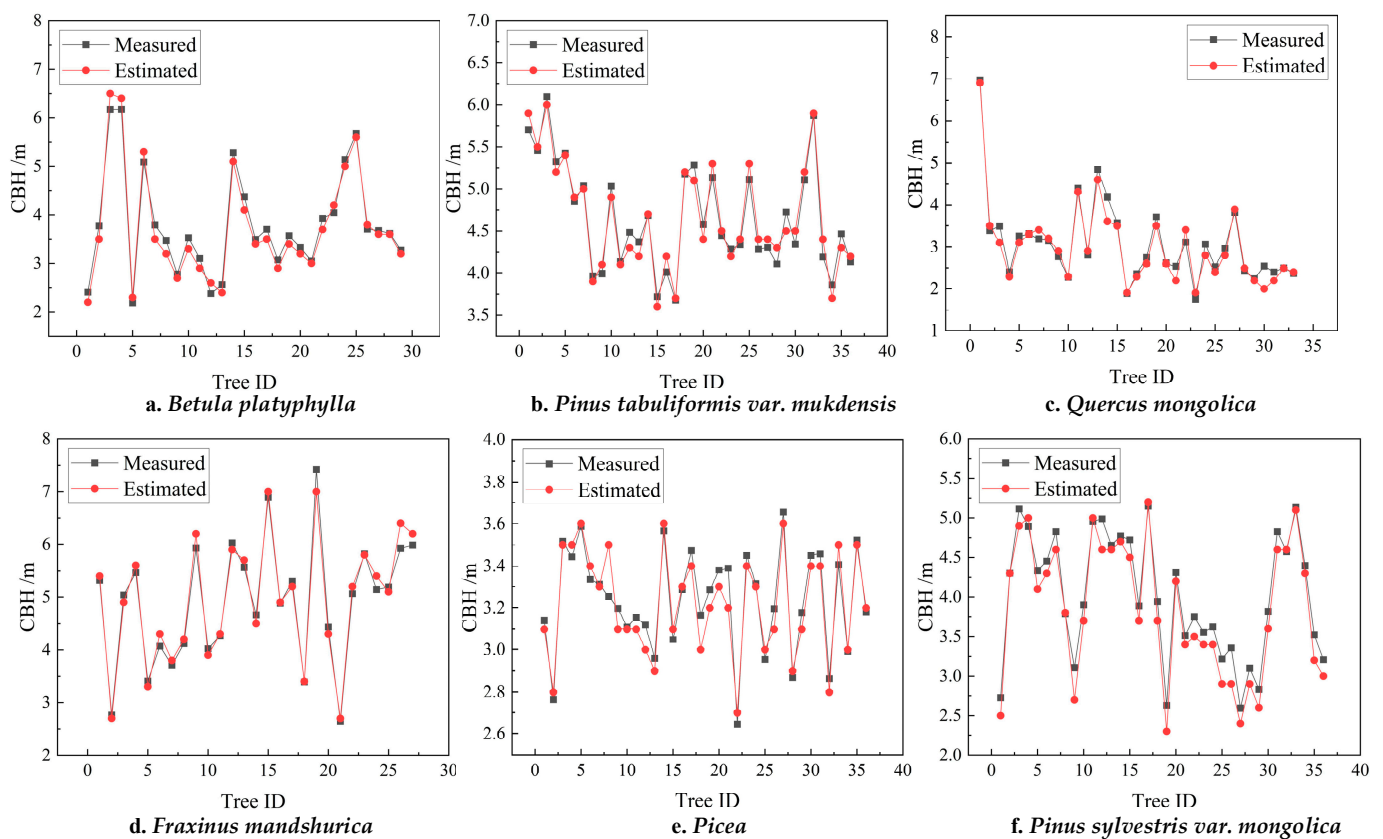 8
7
6
5
4
3
2
CBH /m
Measured
Estimated
0 5 10 15 20 25 30
Tree ID
a. Betula platyphylla
7.0
6.5
6.0
5.5
5.0
4.5
4.0
3.5
CBH /m
Measured
Estimated
0 5 10 15 20 25 30 35 40
Tree ID
b. Pinus tabuliformis var. mukdensis
8
7
6
5
4
3
2
1
CBH /m
Measured
Estimated
0 5 10 15 20 25 30 35
Tree ID
c. Quercus mongolica
8
7
6
5
4
3
2
CBH /m
Measured
Estimated
0 5 10 15 20 25 30
Tree ID
d. Fraxinus mandshurica
4.0
3.8
3.6
3.4
3.2
3.0
2.8
2.6
CBH /m
Measured
Estimated
0 5 10 15 20 25 30 35 40
Tree ID
e. Picea
6.0
5.5
5.0
4.5
4.0
3.5
3.0
2.5
2.0
CBH /m
Measured
Estimated
0 5 10 15 20 25 30 35 40
Tree ID
f. Pinus sylvestris var. mongolica